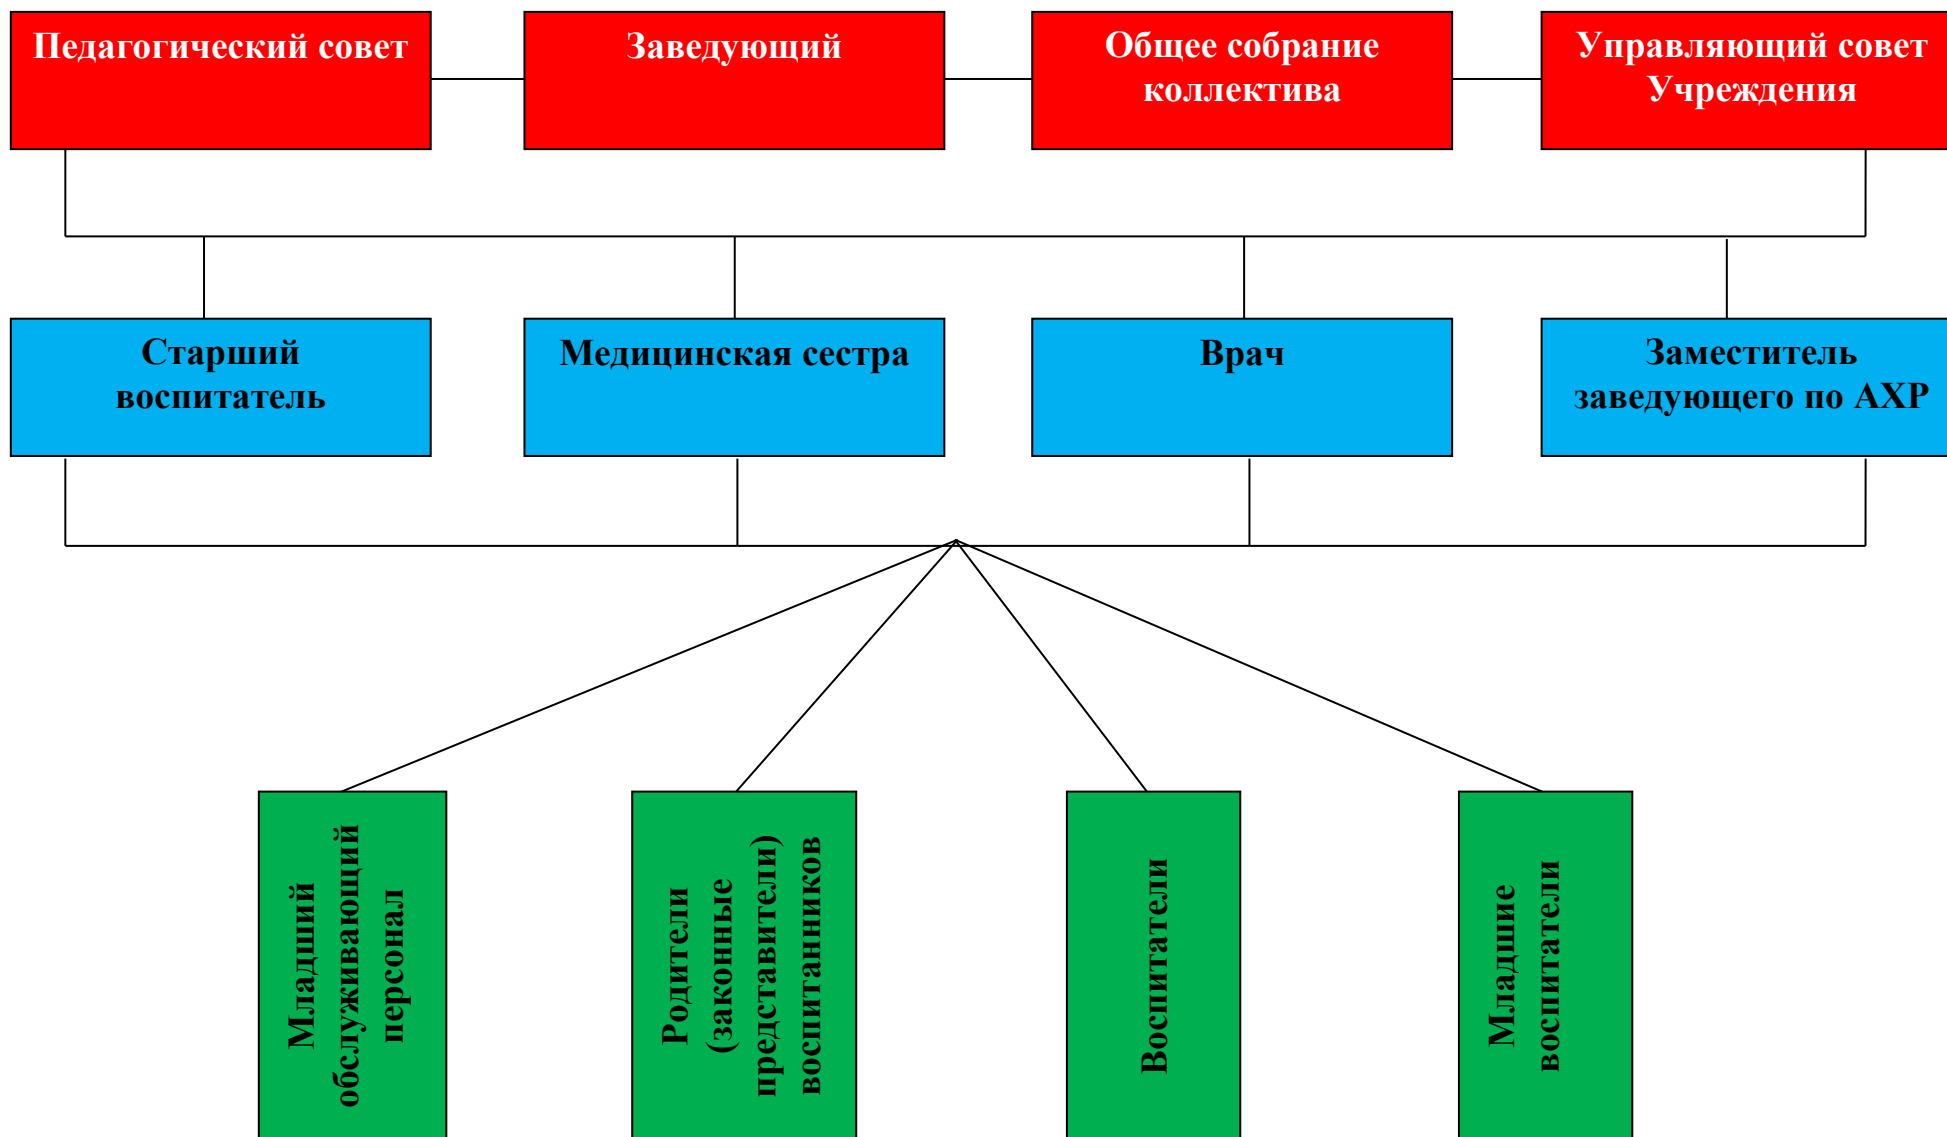 Педагогический совет
Заведующий
Общее собрание
коллектива
Управляющий совет
Учреждения
Старший
воспитатель
Медицинская сестра
Врач
Заместитель
заведующего по АХР
Младший
обслуживающий
персонал
Родители
(законные
представители)
воспитанников
Воспитатели
Младшие
воспитатели